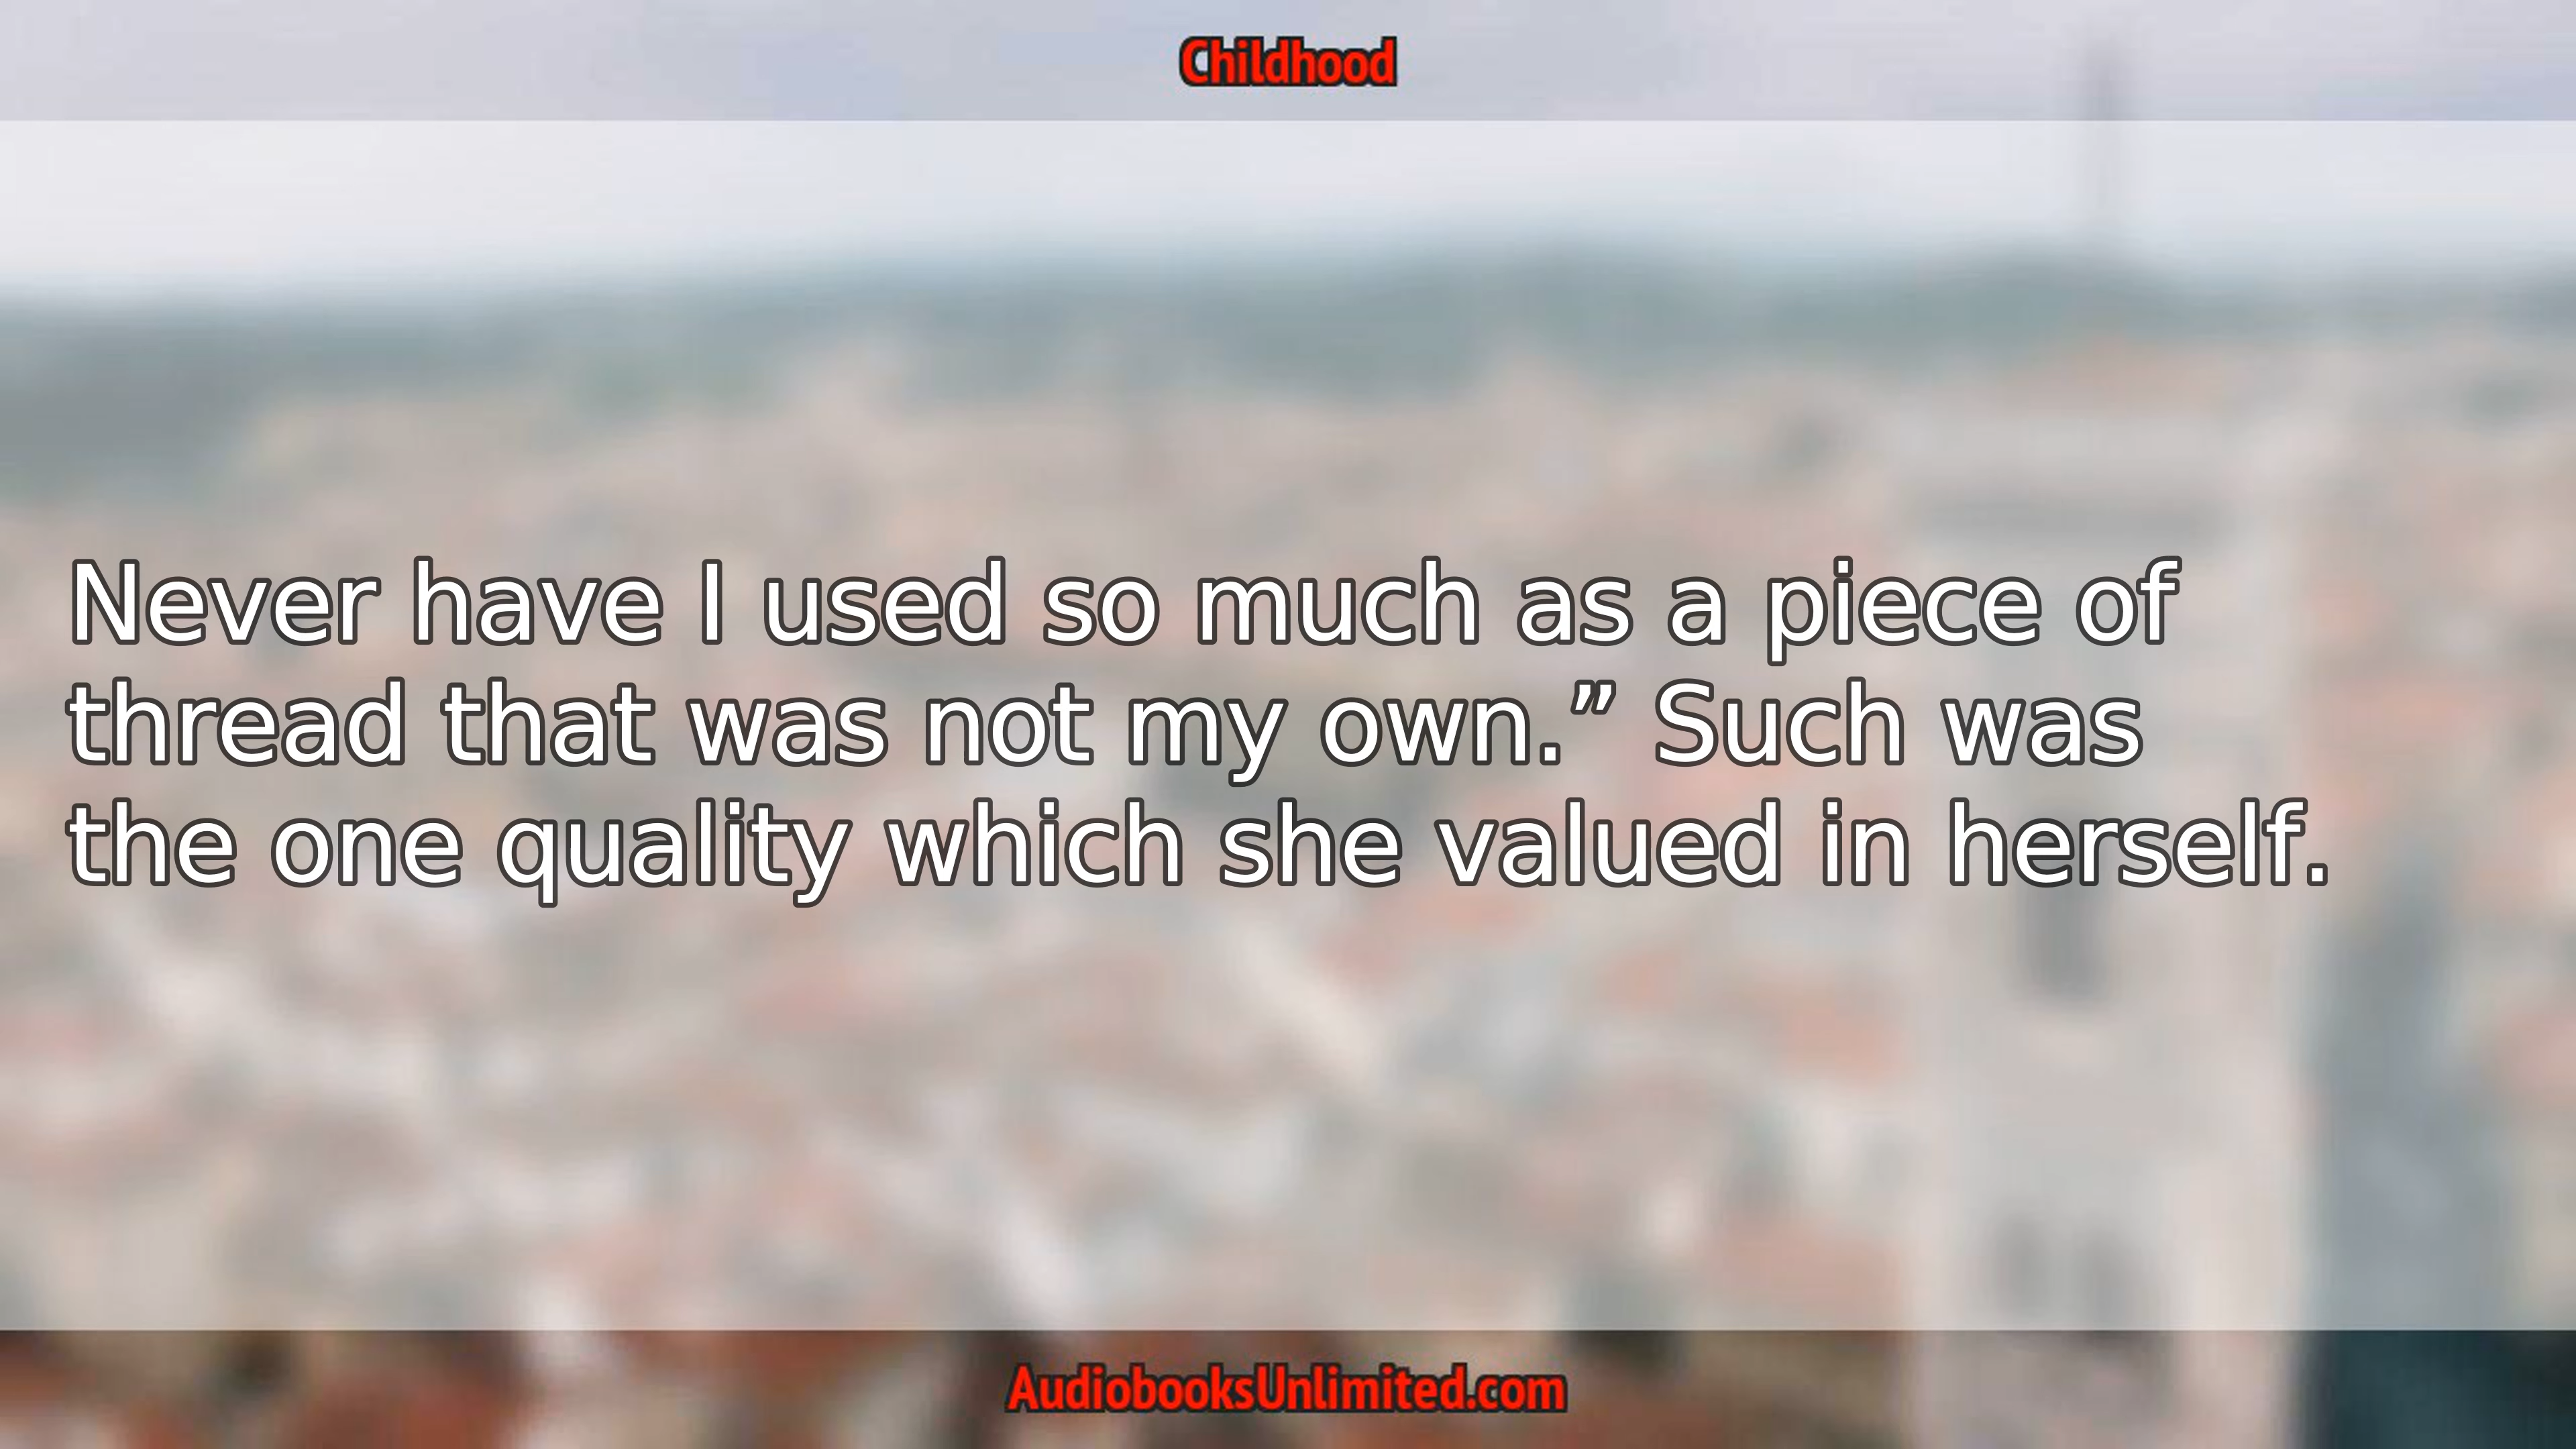 Childhood
Never have I used so much as a piece of
thread that was not my own.” Such was
the one quality which she valued in herself.
AudiobooksUnlimited.com